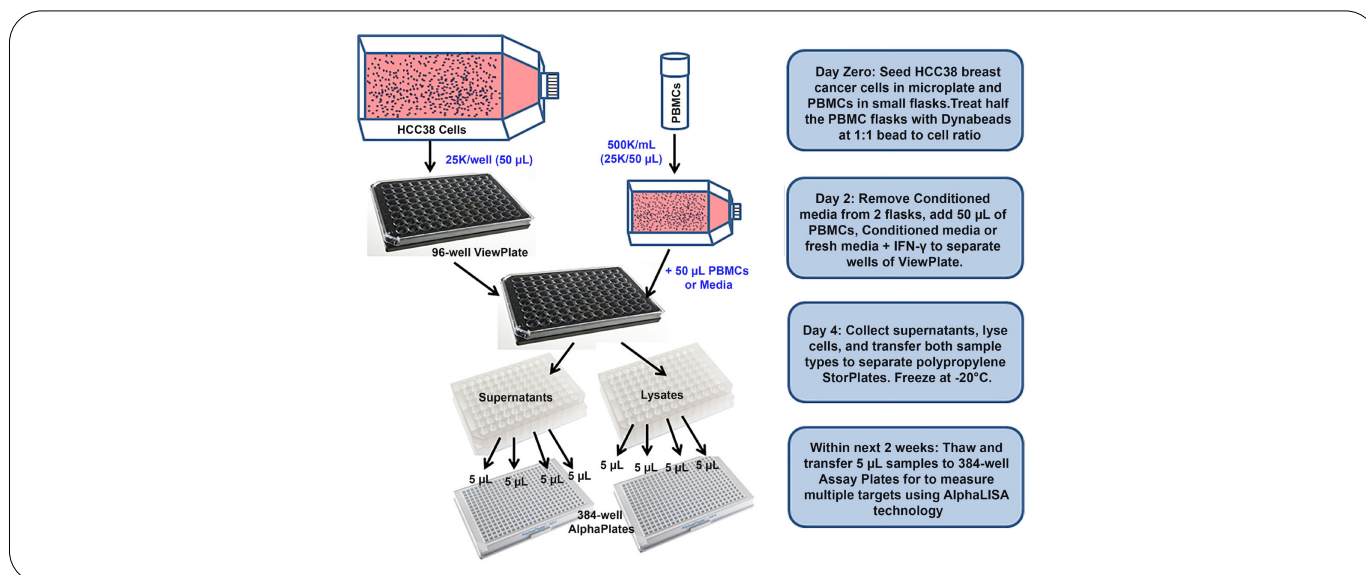 HCC38 Cells
PBMCs
25K/well (50 µL)
500K/mL
(25K/50 µL)
96-well ViewPlate
+ 50 µL PBMCs
or Media
Supernatants
Lysates
5 µL
5 µL
5 µL
5 µL
5 µL
5 µL
5 µL
5 µL
384-well
AlphaPlates
Day Zero: Seed HCC38 breast
cancer cells in microplate and
PBMCs in small flasks.Treat half
the PBMC flasks with Dynabeads
at 1:1 bead to cell ratio
Day 2: Remove Conditioned
media from 2 flasks, add 50 µL of
PBMCs, Conditioned media or
fresh media + IFN-γ to separate
wells of ViewPlate.
Day 4: Collect supernatants, lyse
cells, and transfer both sample
types to separate polypropylene
StorPlates. Freeze at -20°C.
Within next 2 weeks: Thaw and
transfer 5 µL samples to 384-well
Assay Plates for to measure
multiple targets using AlphaLISA
technology